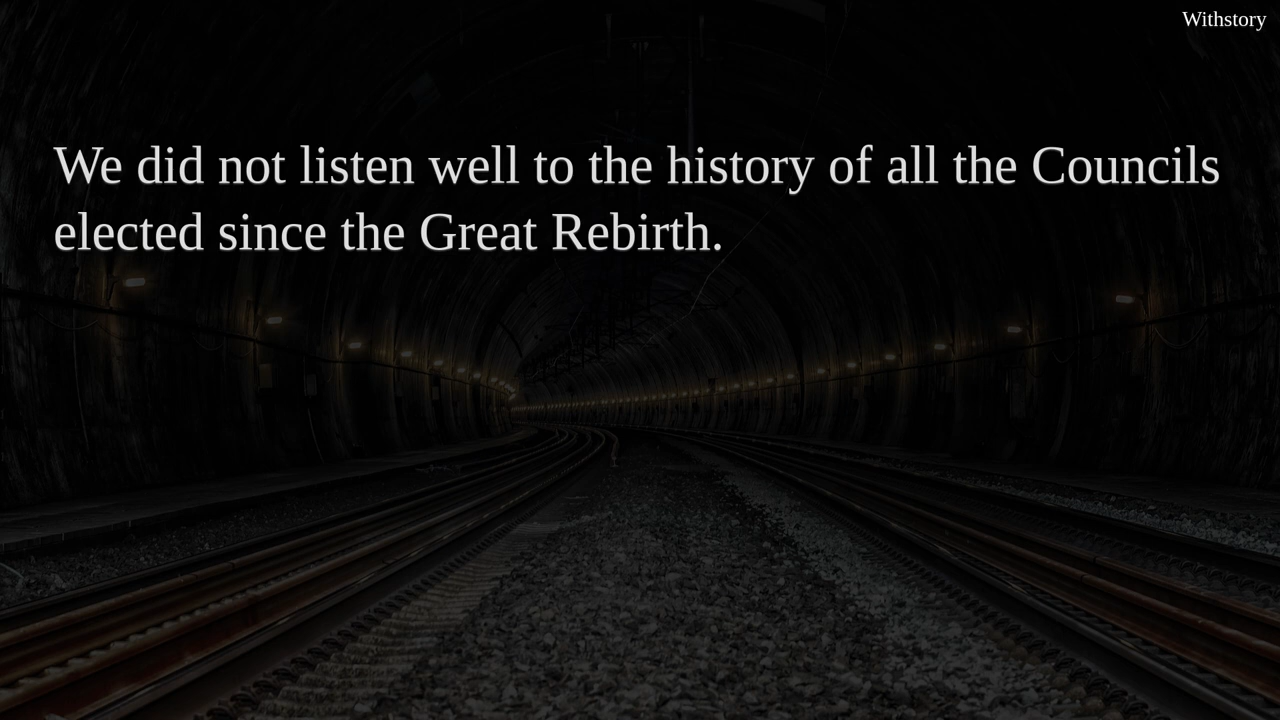 Withstory
We did not listen well to the history of all the Councils
elected since the Great Rebirth.